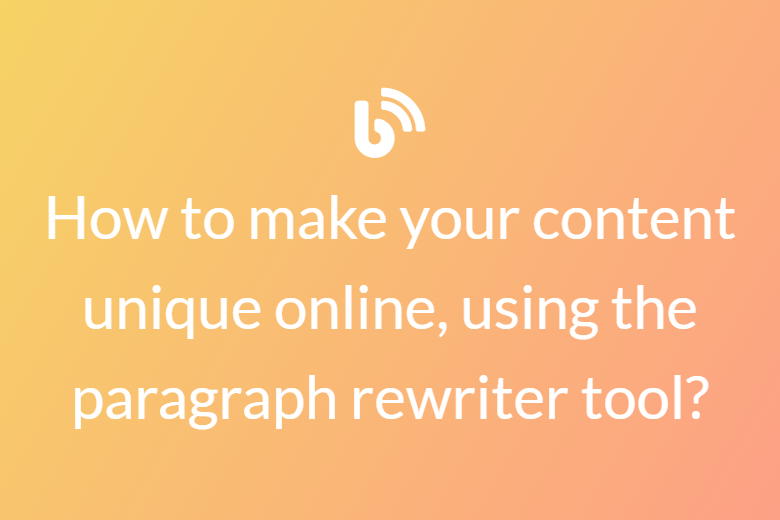 How to make your content
unique online, using the
paragraph rewriter tool?